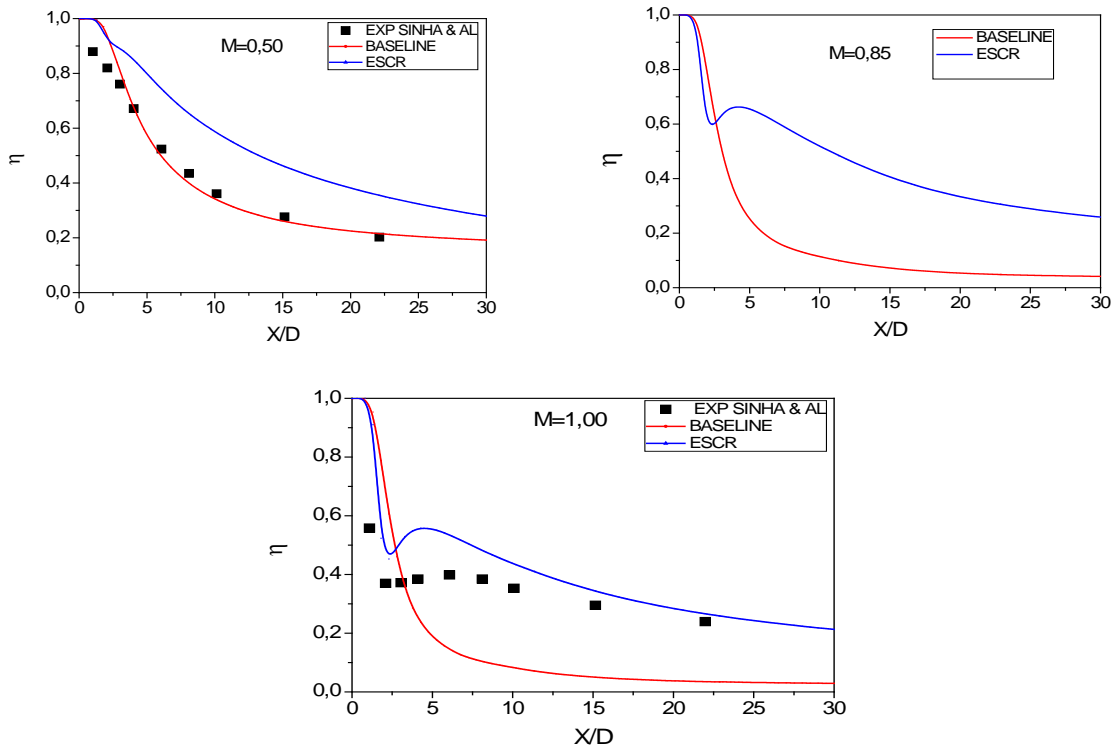 M=0,50
EXP SINHA & AL
BASELINE
ESCR
1,0
0,8
0,6
0,4
0,2
0,0
η
0 5 10 15 20 25 30
X/D
M=0,85
BASELINE
ESCR
1,0
0,8
0,6
0,4
0,2
0,0
η
0 5 10 15 20 25 30
X/D
M=1,00
EXP SINHA & AL
BASELINE
ESCR
1,0
0,8
0,6
0,4
0,2
0,0
η
0 5 10 15 20 25 30
X/D